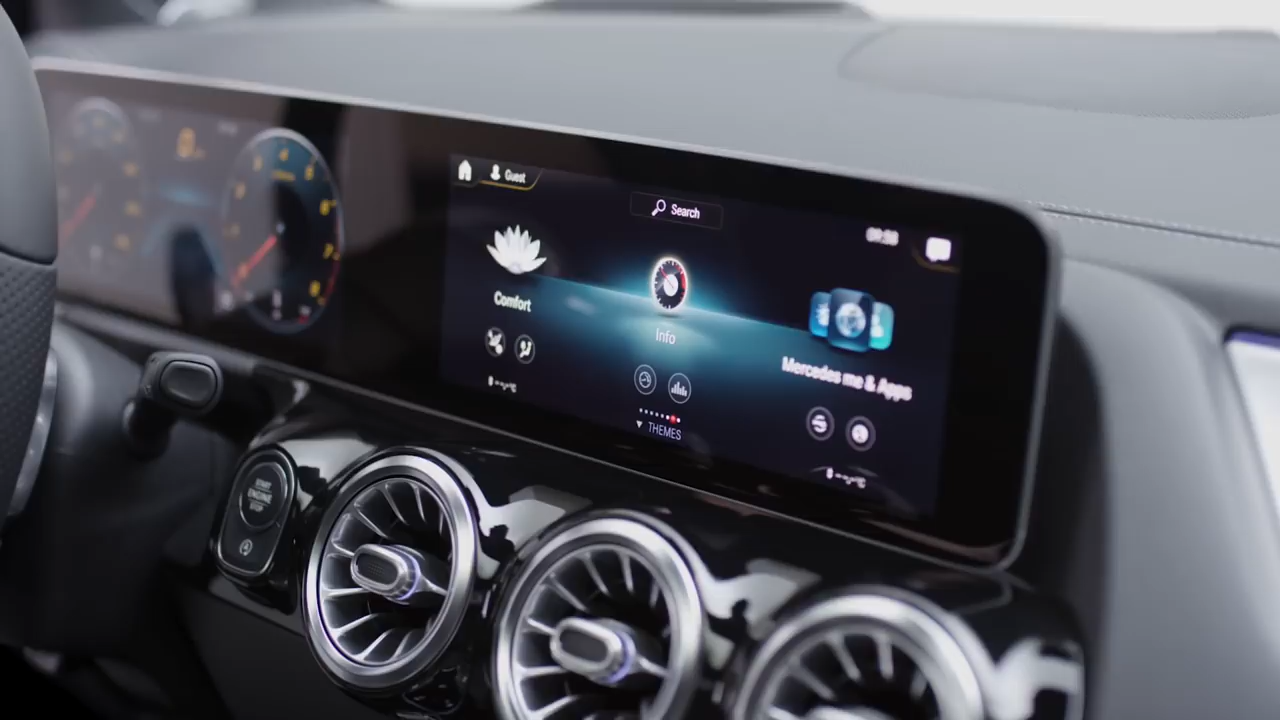 Guest
Search
Comfort
Info
Mercedes me & Apps
THEMES
START
ENGINE
STOP